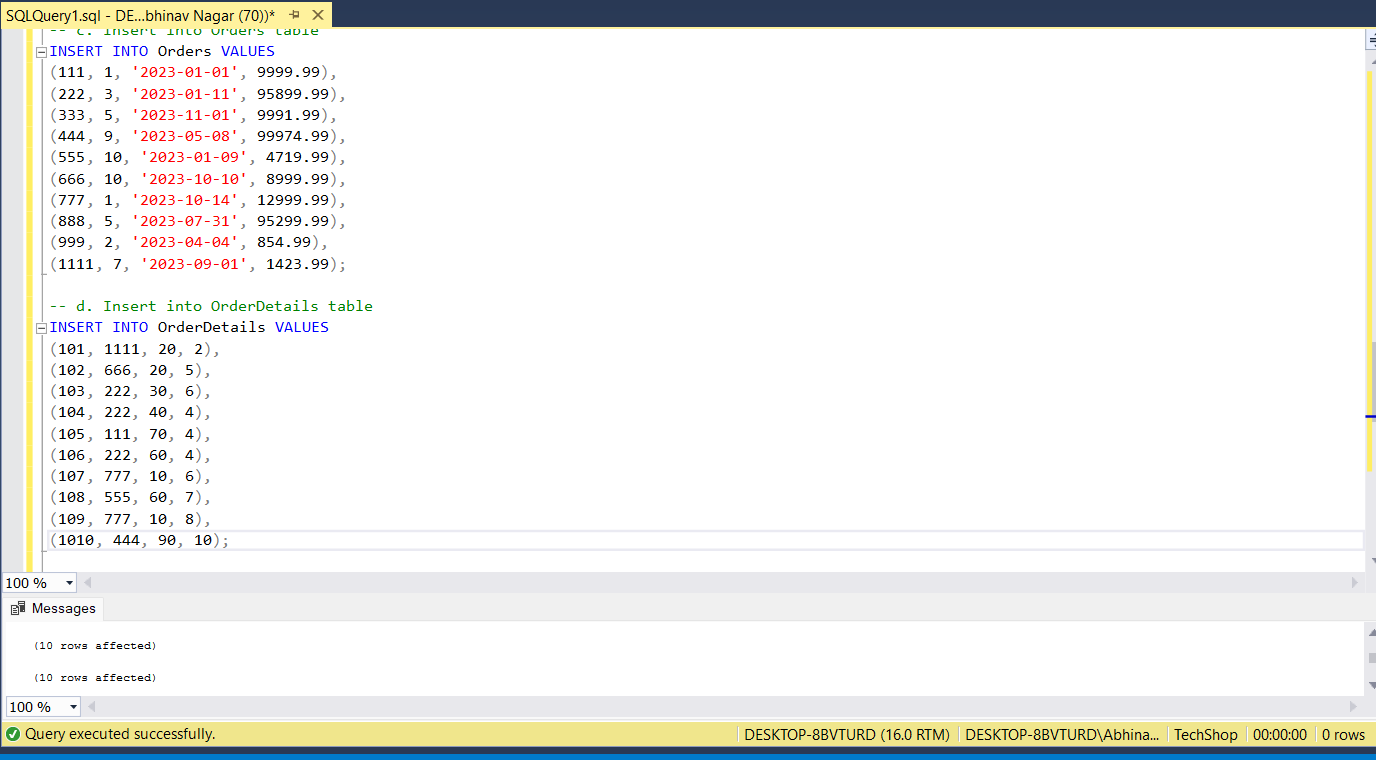 SQLQuery1.sql - DE...bhinav Nagar (70))*
-- c. Insert into Orders table
INSERT INTO Orders VALUES
(111, 1, '2023-01-01', 9999.99),
(222, 3, '2023-01-11', 95899.99),
(333, 5, '2023-11-01', 9991.99),
(444, 9, '2023-05-08', 99974.99),
(555, 10, '2023-01-09', 4719.99),
(666, 10, '2023-10-10', 8999.99),
(777, 1, '2023-10-14', 12999.99),
(888, 5, '2023-07-31', 95299.99),
(999, 2, '2023-04-04', 854.99),
(1111, 7, '2023-09-01', 1423.99);
-- d. Insert into OrderDetails table
INSERT INTO OrderDetails VALUES
(101, 1111, 20, 2),
(102, 666, 20, 5),
(103, 222, 30, 6),
(104, 222, 40, 4),
(105, 111, 70, 4),
(106, 222, 60, 4),
(107, 777, 10, 6),
(108, 555, 60, 7),
(109, 777, 10, 8),
(1010, 444, 90, 10);
100 %
Messages
(10 rows affected)
(10 rows affected)
100 %
Query executed successfully. DESKTOP-8BVTURD (16.0 RTM) DESKTOP-8BVTURD\Abhina... TechShop 00:00:00 0 rows